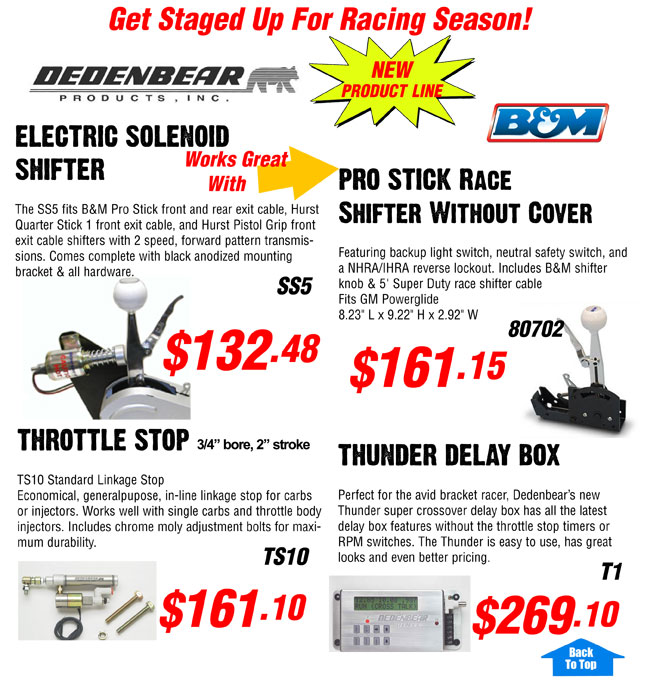 Get Staged Up For Racing Season!
DEDENBEAR
PRODUCTS, INC.
NEW
PRODUCT LINE
B&M
ELECTRIC SOLENOID
SHIFTER
Works Great
With
The SS5 fits B&M Pro Stick front and rear exit cable, Hurst
Quarter Stick 1 front exit cable, and Hurst Pistol Grip front
exit cable shifters with 2 speed, forward pattern transmis-
sions. Comes complete with black anodized mounting
bracket & all hardware.
SS5
$132.48
PRO STICK RACE
SHIFTER WITHOUT COVER
Featuring backup light switch, neutral safety switch, and
a NHRA/IHRA reverse lockout. Includes B&M shifter
knob & 5' Super Duty race shifter cable
Fits GM Powerglide
8.23" L x 9.22" H x 2.92" W
80702
$161.15
THROTTLE STOP 3/4” bore, 2” stroke
TS10 Standard Linkage Stop
Economical, generalpupose, in-line linkage stop for carbs
or injectors. Works well with single carbs and throttle body
injectors. Includes chrome moly adjustment bolts for maxi-
mum durability.
TS10
$161.10
THUNDER DELAY BOX
Perfect for the avid bracket racer, Dedenbear's new
Thunder super crossover delay box has all the latest
delay box features without the throttle stop timers or
RPM switches. The Thunder is easy to use, has great
looks and even better pricing.
T1
DEDENBEAR
$269.10
Back
To Top